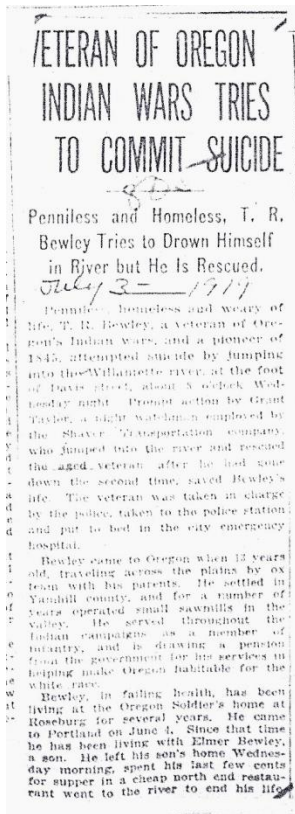 VETERAN OF OREGON
INDIAN WARS TRIES
TO COMMIT SUICIDE
Penniless and Homeless, T. R.
Bewley Tries to Drown Himself
in River but He Is Rescued.
July 3 — 1919
Penniless, homeless and weary of
life, T. R. Bewley, a veteran of Ore-
gon's Indian wars, and a pioneer of
1845, attempted suicide by jumping
into the Willamette river, at the foot
of Davis street, about 8 o'clock Wed-
nesday night. Prompt action by Grant
Taylor, a night watchman employed by
the Shaver Transportation company,
who jumped into the river and rescued
the aged veteran after he had gone
down the second time, saved Bewley's
life. The veteran was taken in charge
by the police, taken to the police station
and put to bed in the city emergency
hospital.
Bewley came to Oregon when 13 years
old, traveling across the plains by ox
team with his parents. He settled in
Yamhill county, and for a number of
years operated small sawmills in the
valley. He served throughout the
Indian campaigns as a member of
infantry, and is drawing a pension
from the government for his services in
helping make Oregon habitable for the
white race.
Bewley, in failing health, has been
living at the Oregon Soldier's home at
Roseburg for several years. He came
to Portland on June 4. Since that time
he has been living with Elmer Bewley,
a son. He left his son's home Wednes-
day morning, spent his last few cents
for supper in a cheap north end restau-
rant went to the river to end his life